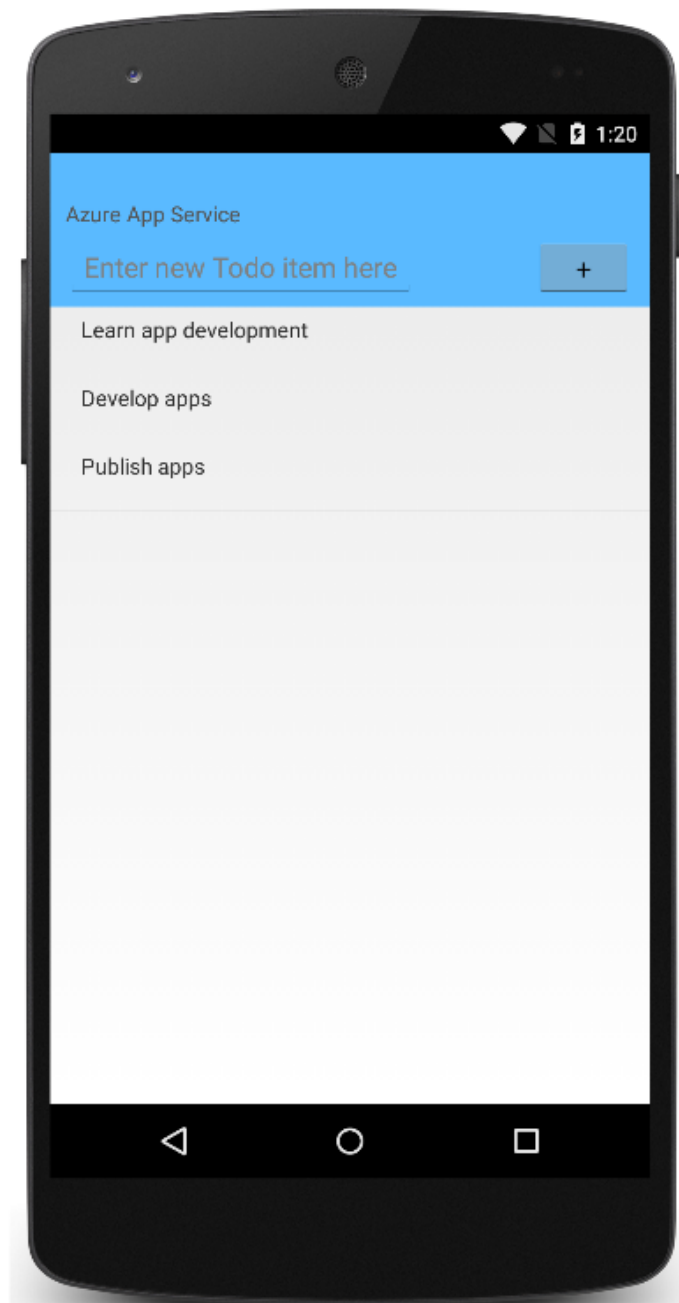 1:20
Azure App Service
Enter new Todo item here
+
Learn app development
Develop apps
Publish apps